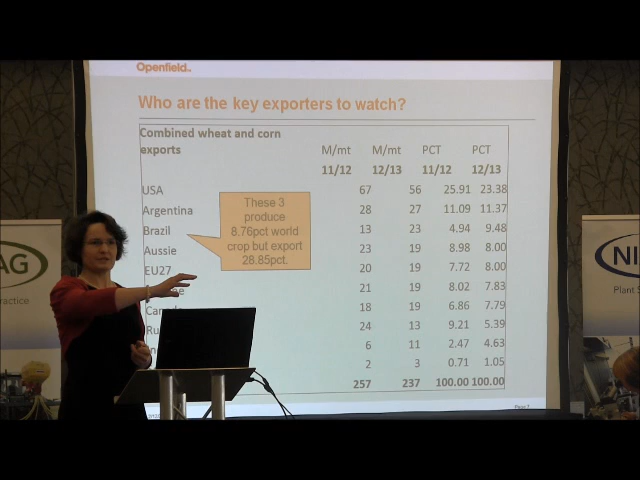 Openfield
Who are the key exporters to watch?
Combined wheat and corn
exports
M/mt M/mt PCT PCT
11/12 12/13 11/12 12/13
USA 67 56 25.91 23.38
Argentina 28 27 11.09 11.37
Brazil 13 23 4.94 9.48
Aussie 23 19 8.98 8.00
EU27 20 19 7.72 8.00
21 19 8.02 7.83
18 19 6.86 7.79
24 13 9.21 5.39
6 11 2.47 4.63
2 3 0.71 1.05
257 237 100.00 100.00
These 3
produce
8.76pct world
crop but export
28.85pct.
AG
ractice
NI
Plant S